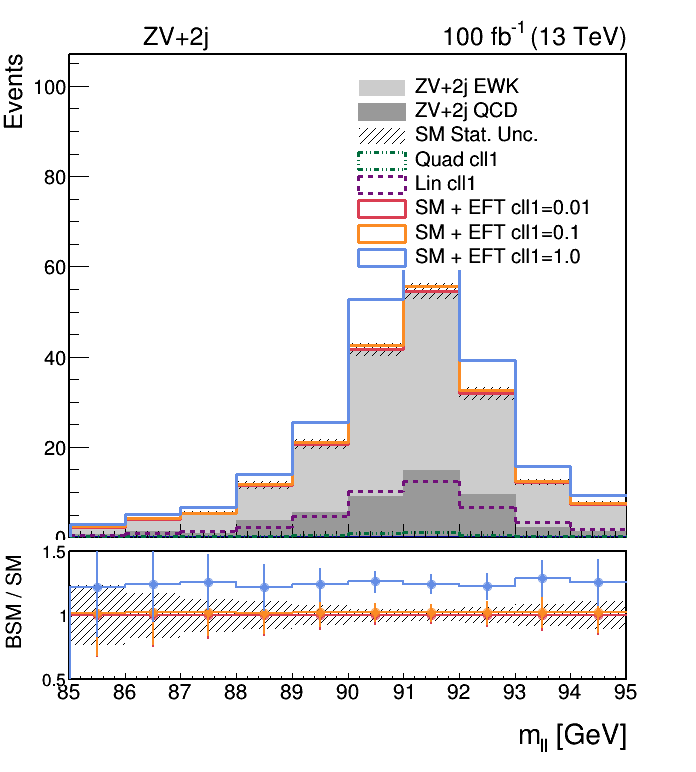 ZV+2j 100 fb-1 (13 TeV)
Events
100
80
60
40
20
0
ZV+2j EWK
ZV+2j QCD
SM Stat. Unc.
Quad cll1
Lin cll1
SM + EFT cll1=0.01
SM + EFT cll1=0.1
SM + EFT cll1=1.0
BSM / SM
1.5
1
0.5
85 86 87 88 89 90 91 92 93 94 95
mll [GeV]